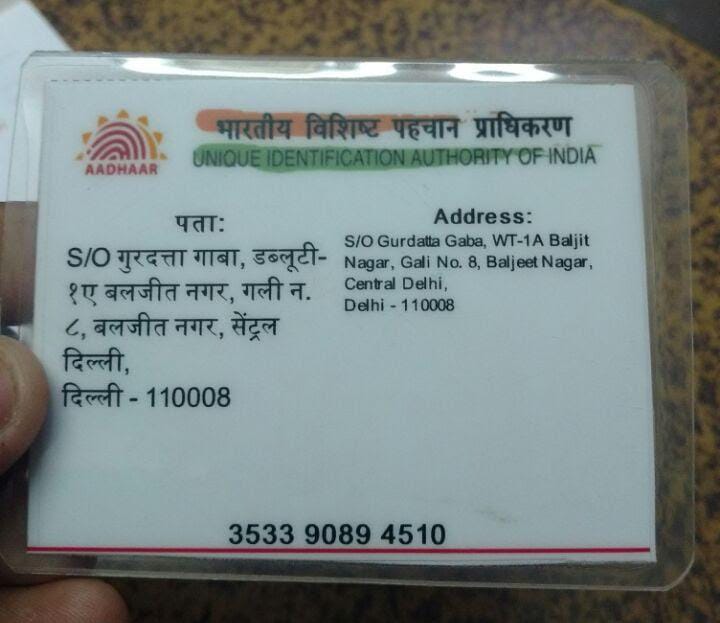 भारतीय विशिष्ट पहचान प्राधिकरण
UNIQUE IDENTIFICATION AUTHORITY OF INDIA
AADHAAR
पता:
S/O गुरदत्ता गाबा, डब्लूटी-
१ए बलजीत नगर, गली न.
८, बलजीत नगर, सेंट्रल
दिल्ली,
दिल्ली - 110008
Address:
S/O Gurdatta Gaba, WT-1A Baljit
Nagar, Gali No. 8, Baljeet Nagar,
Central Delhi,
Delhi - 110008
3533 9089 4510